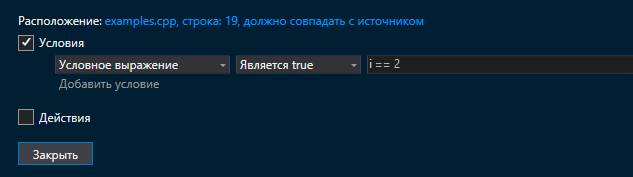 Расположение: examples.cpp, строка: 19, должно совпадать с источником
Условия
Условное выражение Является true i == 2
Добавить условие
Действия
Закрыть